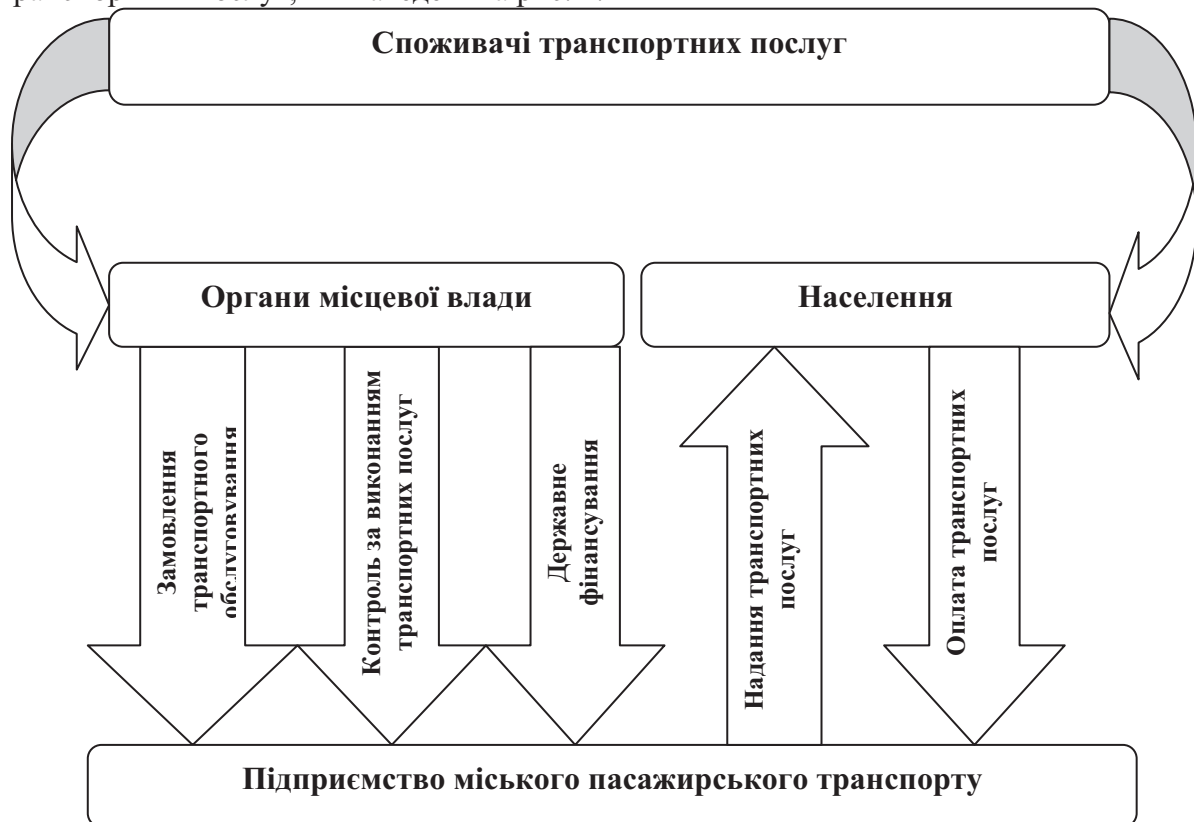 Споживачі транспортних послуг
Органи місцевої влади
Населення
Замовлення
транспортного
обслуговування
Контроль за виконанням
транспортних послуг
Державне
фінансування
Надання транспортних
послуг
Оплата транспортних
послуг
Підприємство міського пасажирського транспорту